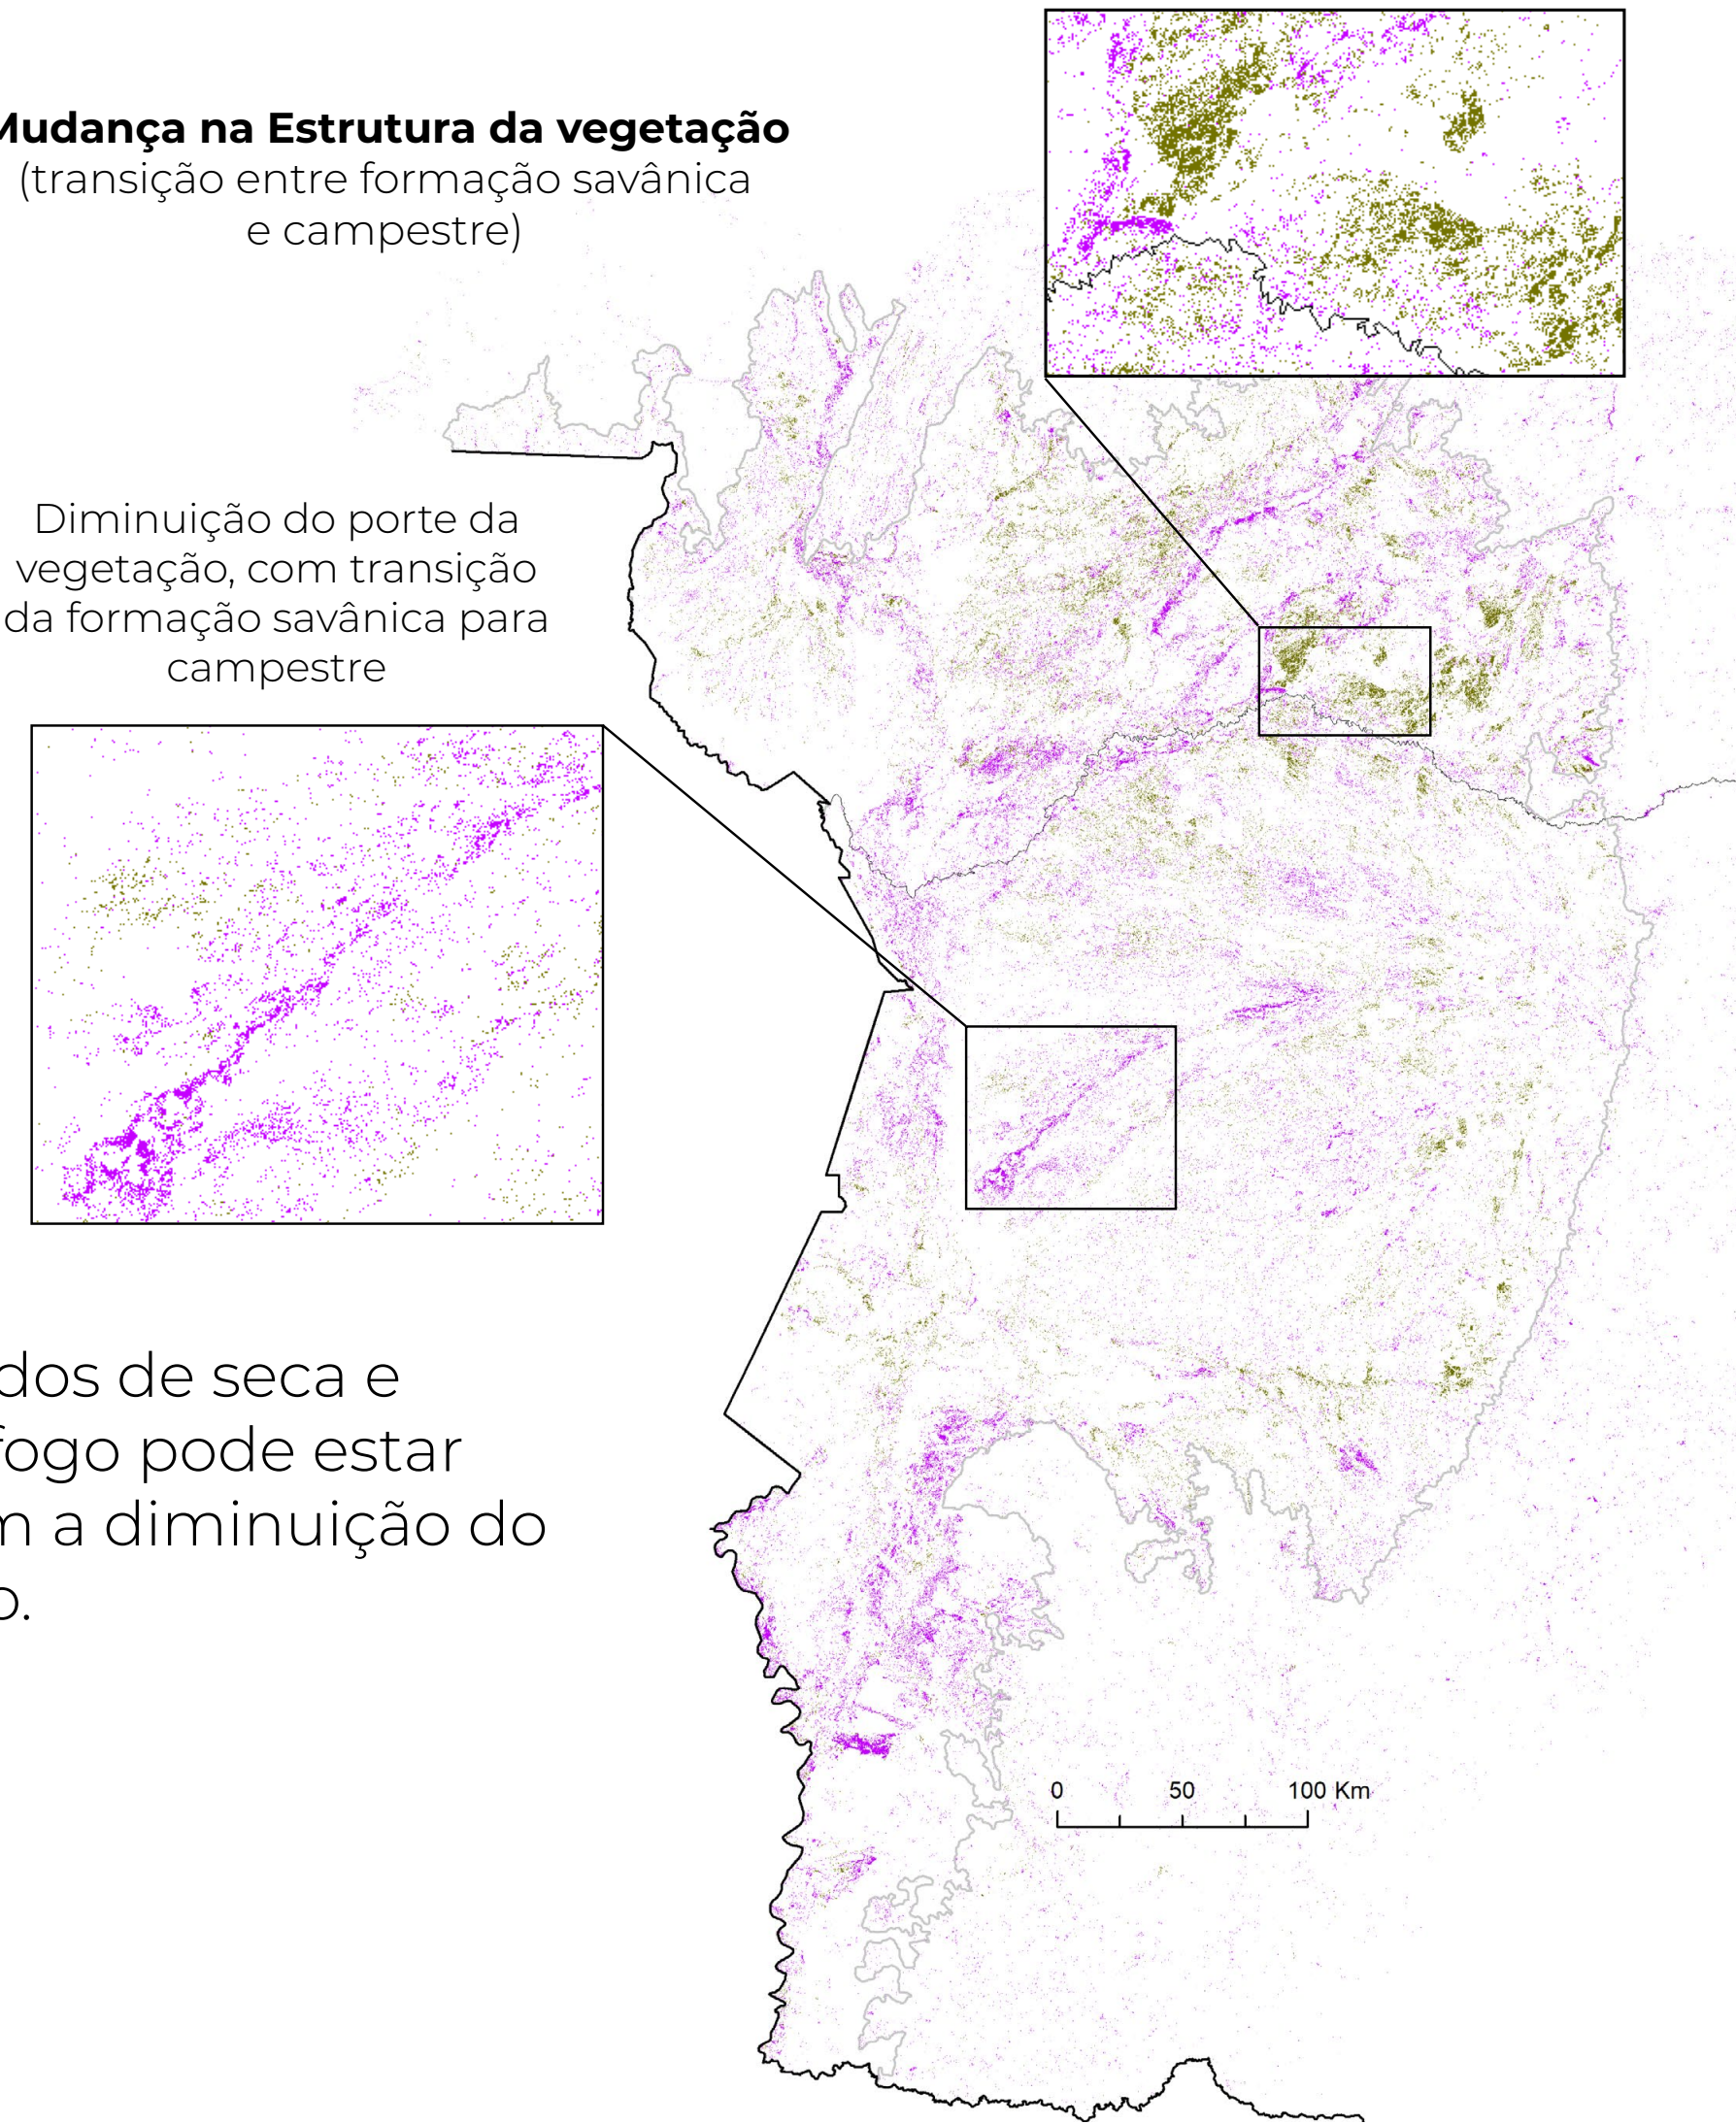 Mudança na Estrutura da vegetação
(transição entre formação savânica
e campestre)
Diminuição do porte da
vegetação, com transição
da formação savânica para
campestre
dos de seca e
fogo pode estar
a diminuição do
0 50 100 Km